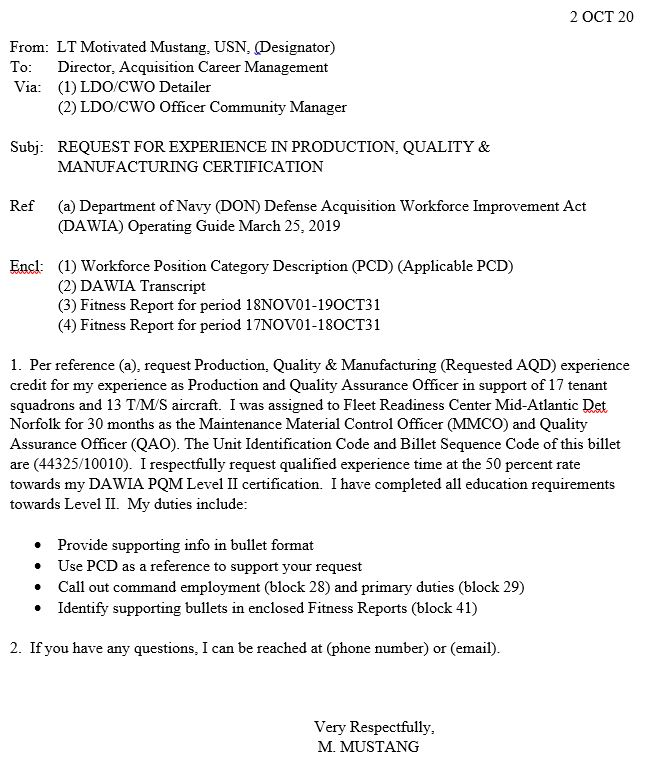 2 OCT 20
From: LT Motivated Mustang, USN, (Designator)
To: Director, Acquisition Career Management
Via: (1) LDO/CWO Detailer
(2) LDO/CWO Officer Community Manager
Subj: REQUEST FOR EXPERIENCE IN PRODUCTION, QUALITY &
MANUFACTURING CERTIFICATION
Ref (a) Department of Navy (DON) Defense Acquisition Workforce Improvement Act
(DAWIA) Operating Guide March 25, 2019
Encl: (1) Workforce Position Category Description (PCD) (Applicable PCD)
(2) DAWIA Transcript
(3) Fitness Report for period 18NOV01-19OCT31
(4) Fitness Report for period 17NOV01-18OCT31
1. Per reference (a), request Production, Quality & Manufacturing (Requested AQD) experience
credit for my experience as Production and Quality Assurance Officer in support of 17 tenant
squadrons and 13 T/M/S aircraft. I was assigned to Fleet Readiness Center Mid-Atlantic Det
Norfolk for 30 months as the Maintenance Material Control Officer (MMCO) and Quality
Assurance Officer (QAO). The Unit Identification Code and Billet Sequence Code of this billet
are (44325/10010). I respectfully request qualified experience time at the 50 percent rate
towards my DAWIA PQM Level II certification. I have completed all education requirements
towards Level II. My duties include:
• Provide supporting info in bullet format
• Use PCD as a reference to support your request
• Call out command employment (block 28) and primary duties (block 29)
• Identify supporting bullets in enclosed Fitness Reports (block 41)
2. If you have any questions, I can be reached at (phone number) or (email).
Very Respectfully,
M. MUSTANG